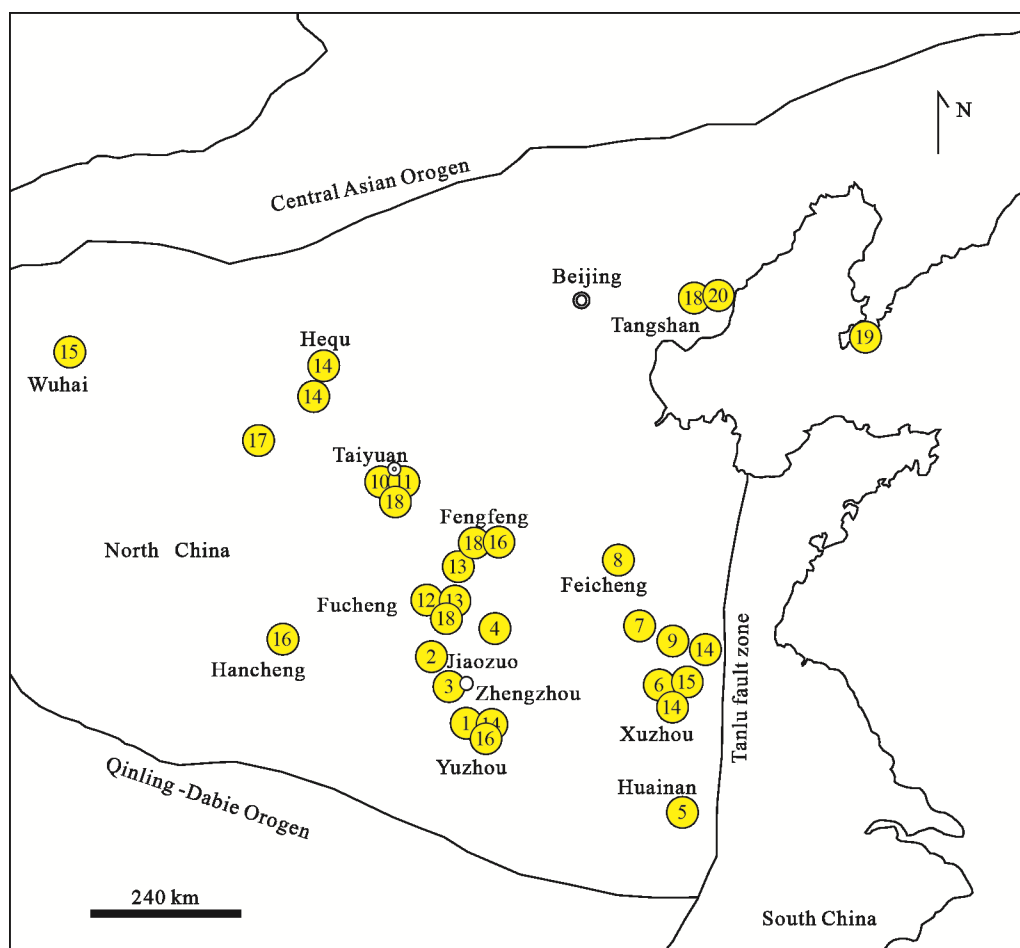 N
Central Asian Orogen
Beijing
18 20
Tangshan
19
15
Wuhai
Hequ
14
14
17
Taiyuan
10 11
18
Fengfeng
18 16
13
North China
8
Feicheng
12 13
Fucheng
18
4
7
9
14
16
Hancheng
2
Jiaozuo
3
Zhengzhou
6 15
14
Xuzhou
1 14
16
Yuzhou
Tanlu fault zone
Huainan
5
Qinling -Dabie Orogen
240 km
South China